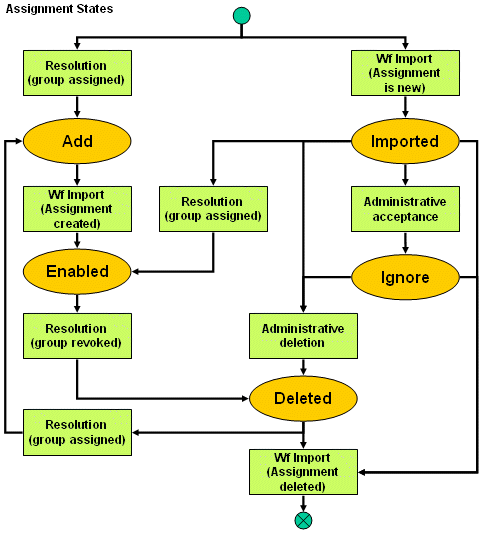 Assignment States
Resolution
(group assigned)
Wf Import
(Assignment
is new)
Add
Imported
Wf Import
(Assignment
created)
Resolution
(group assigned)
Administrative
acceptance
Enabled
Ignore
Resolution
(group revoked)
Administrative
deletion
Deleted
Resolution
(group assigned)
Wf Import
(Assignment
deleted)